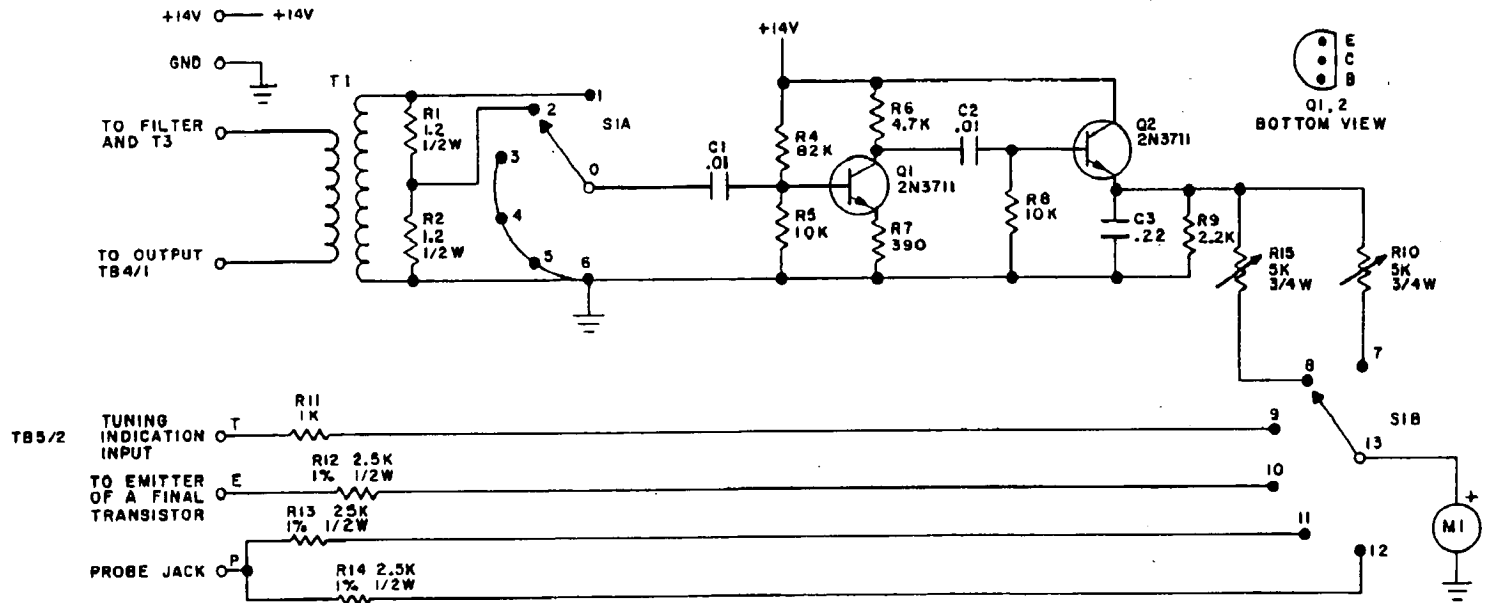 +14V
+14V
GND
T1
TO FILTER
AND T3
TO OUTPUT
TB4/1
R1
1.2
1/2W
R2
1.2
1/2W
1
2
3
4
5
6
0
S1A
C1
.01
+14V
R4
82K
R5
10K
R6
4.7K
Q1
2N3711
R7
390
C2
.01
R8
10K
Q2
2N3711
C3
.22
R9
2.2K
R15
5K
3/4W
R10
5K
3/4W
E
C
B
Q1,2
BOTTOM VIEW
7
8
9
10
11
12
13
S1B
+
M1
TB5/2
TUNING
INDICATION
INPUT
T
R11
1K
TO EMITTER
OF A FINAL
TRANSISTOR
E
R12 2.5K
1% 1/2W
R13 25K
1% 1/2W
PROBE JACK
P
R14 2.5K
1% 1/2W